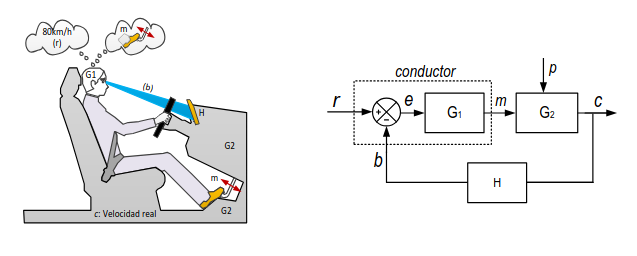 80km/h
(r)
m
G1
(b)
H
G2
m
G2
c: Velocidad real
conductor
p
r
e
G1
m
G2
c
+
−
b
H